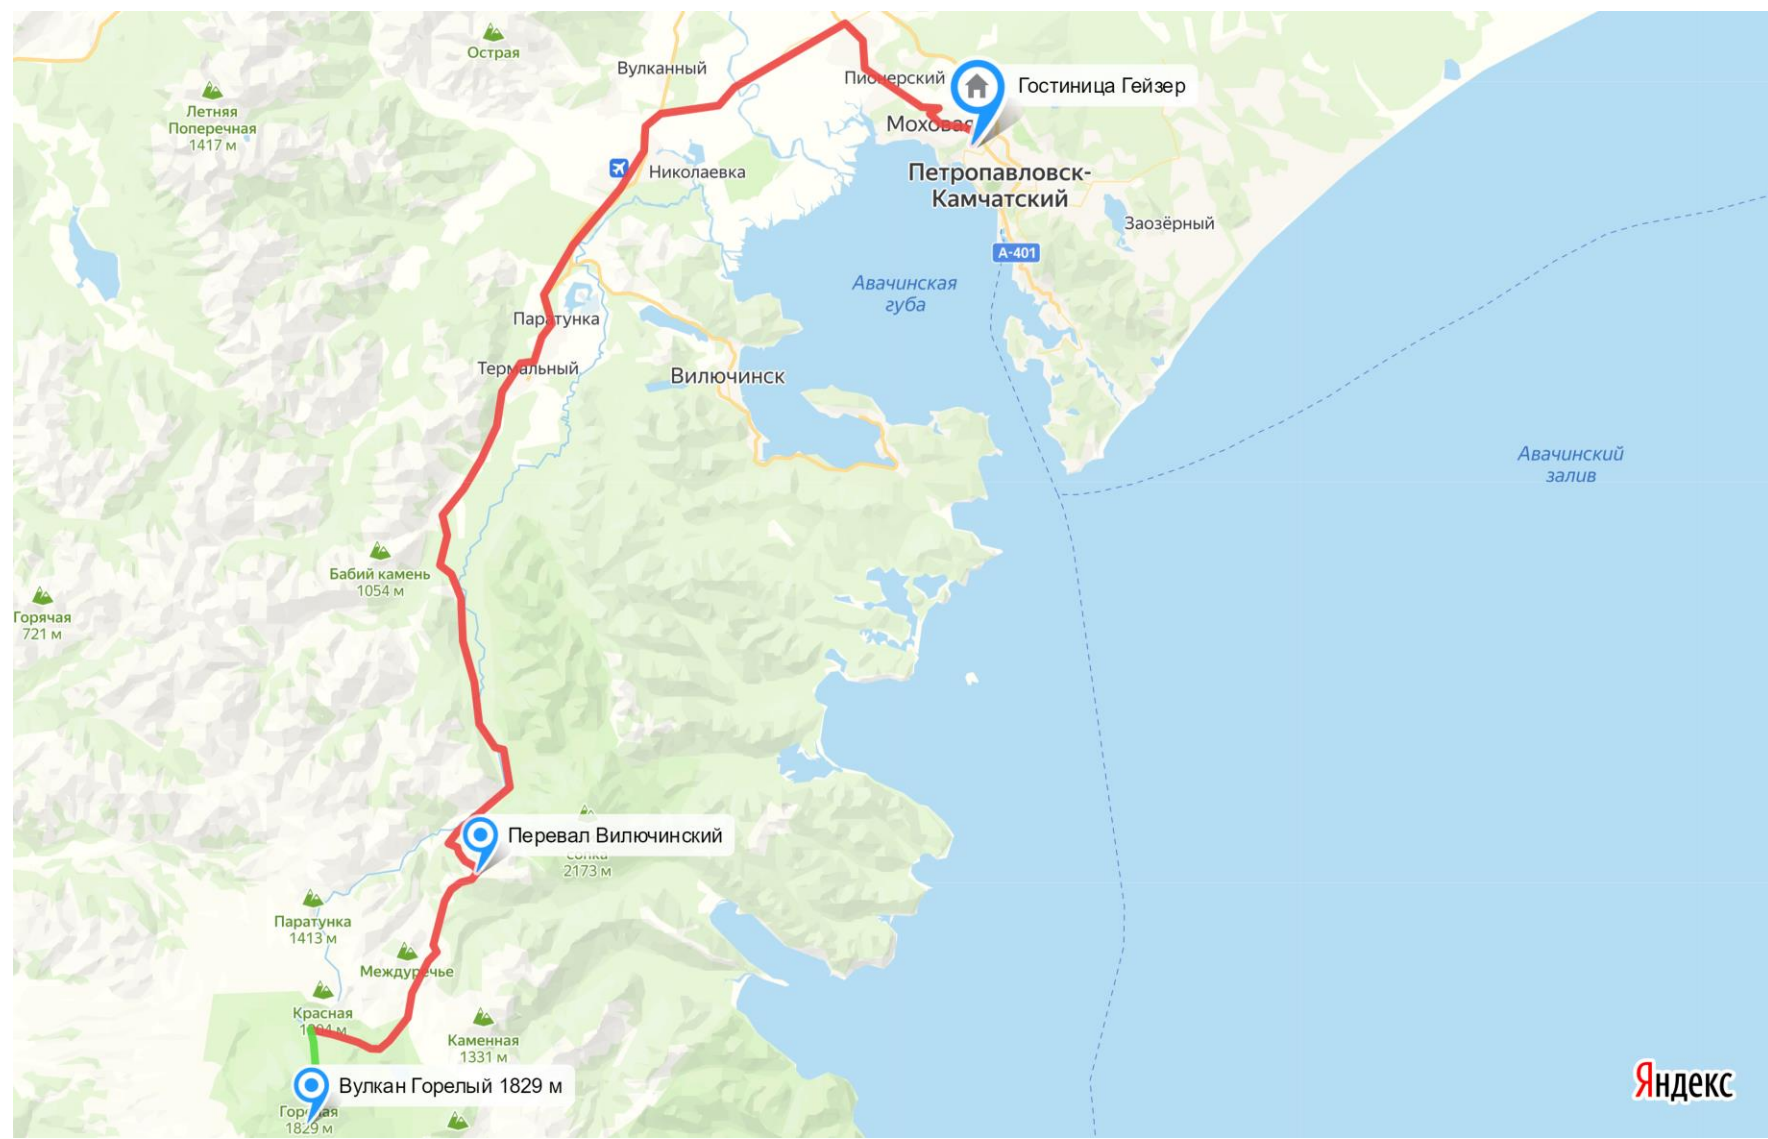 Острая
Вулканный
Пионерский
Гостиница Гейзер
Летняя
Поперечная
1417 м
Моховая
Николаевка
Петропавловск-
Камчатский
Заозёрный
А-401
Авачинская
губа
Паратунка
Термальный
Вилючинск
Авачинский
залив
Бабий камень
1054 м
Горячая
721 м
Перевал Вилючинский
сопка
2173 м
Паратунка
1413 м
Междуречье
Красная
Каменная
1331 м
Вулкан Горелый 1829 м
Горелая
1829 м
Яндекс